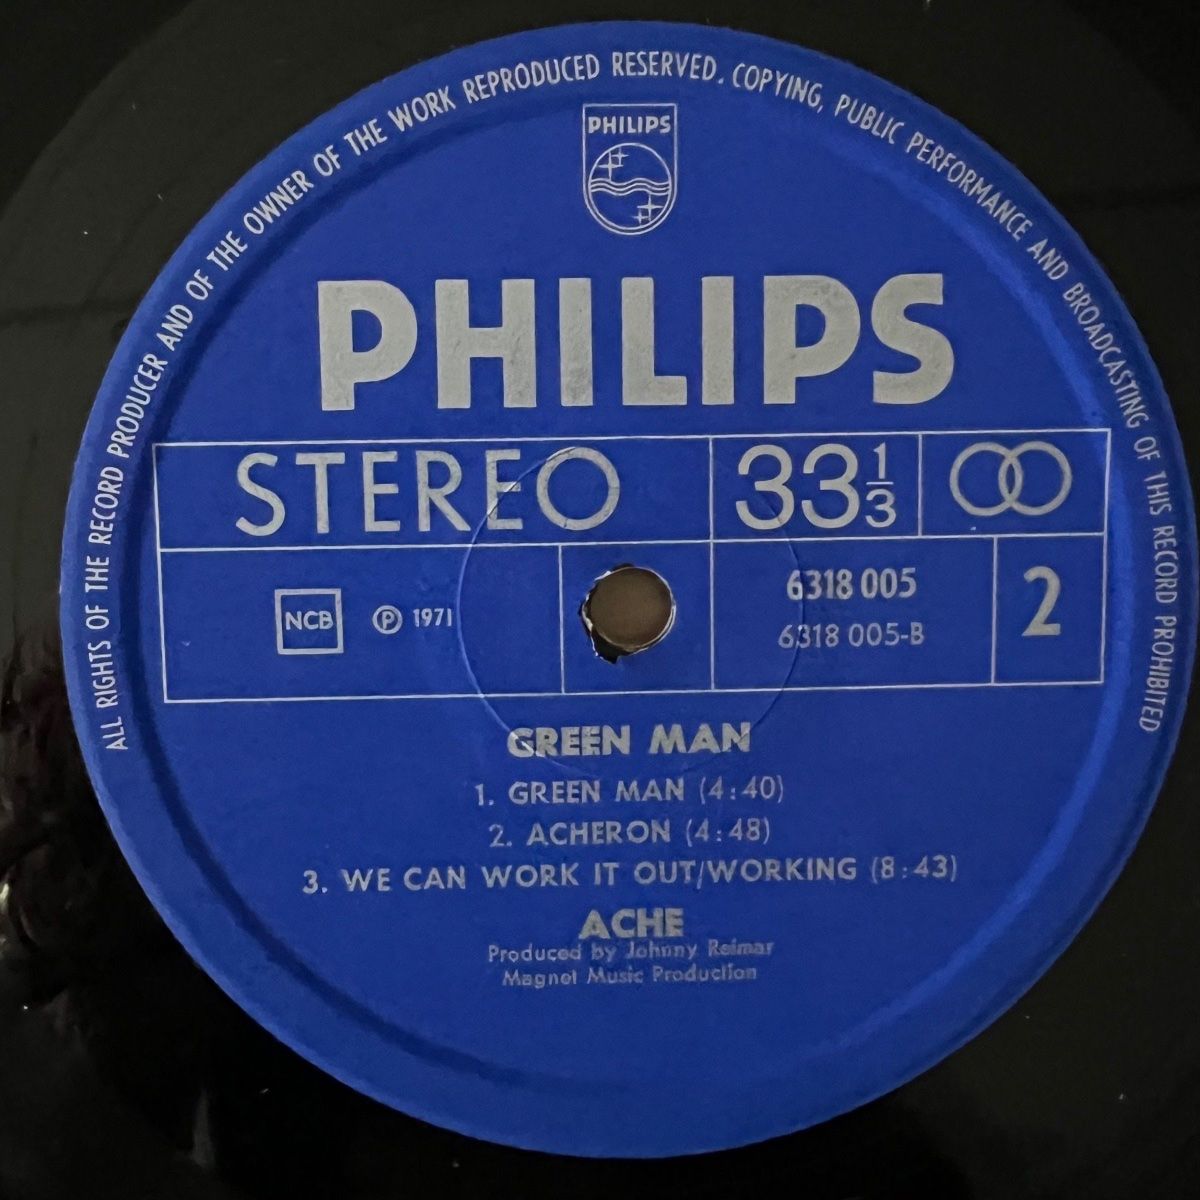 ALL RIGHTS OF THE RECORD PRODUCER AND OF THE OWNER OF THE WORK REPRODUCED RESERVED. COPYING, PUBLIC PERFORMANCE AND BROADCASTING OF THIS RECORD PROHIBITED
PHILIPS
PHILIPS
STEREO 33 1/3
NCB Ⓟ 1971 6318 005 2
6318 005-B
GREEN MAN
1. GREEN MAN (4:40)
2. ACHERON (4:48)
3. WE CAN WORK IT OUT/WORKING (8:43)
ACHE
Produced by Johnny Reimar
Magnet Music Production